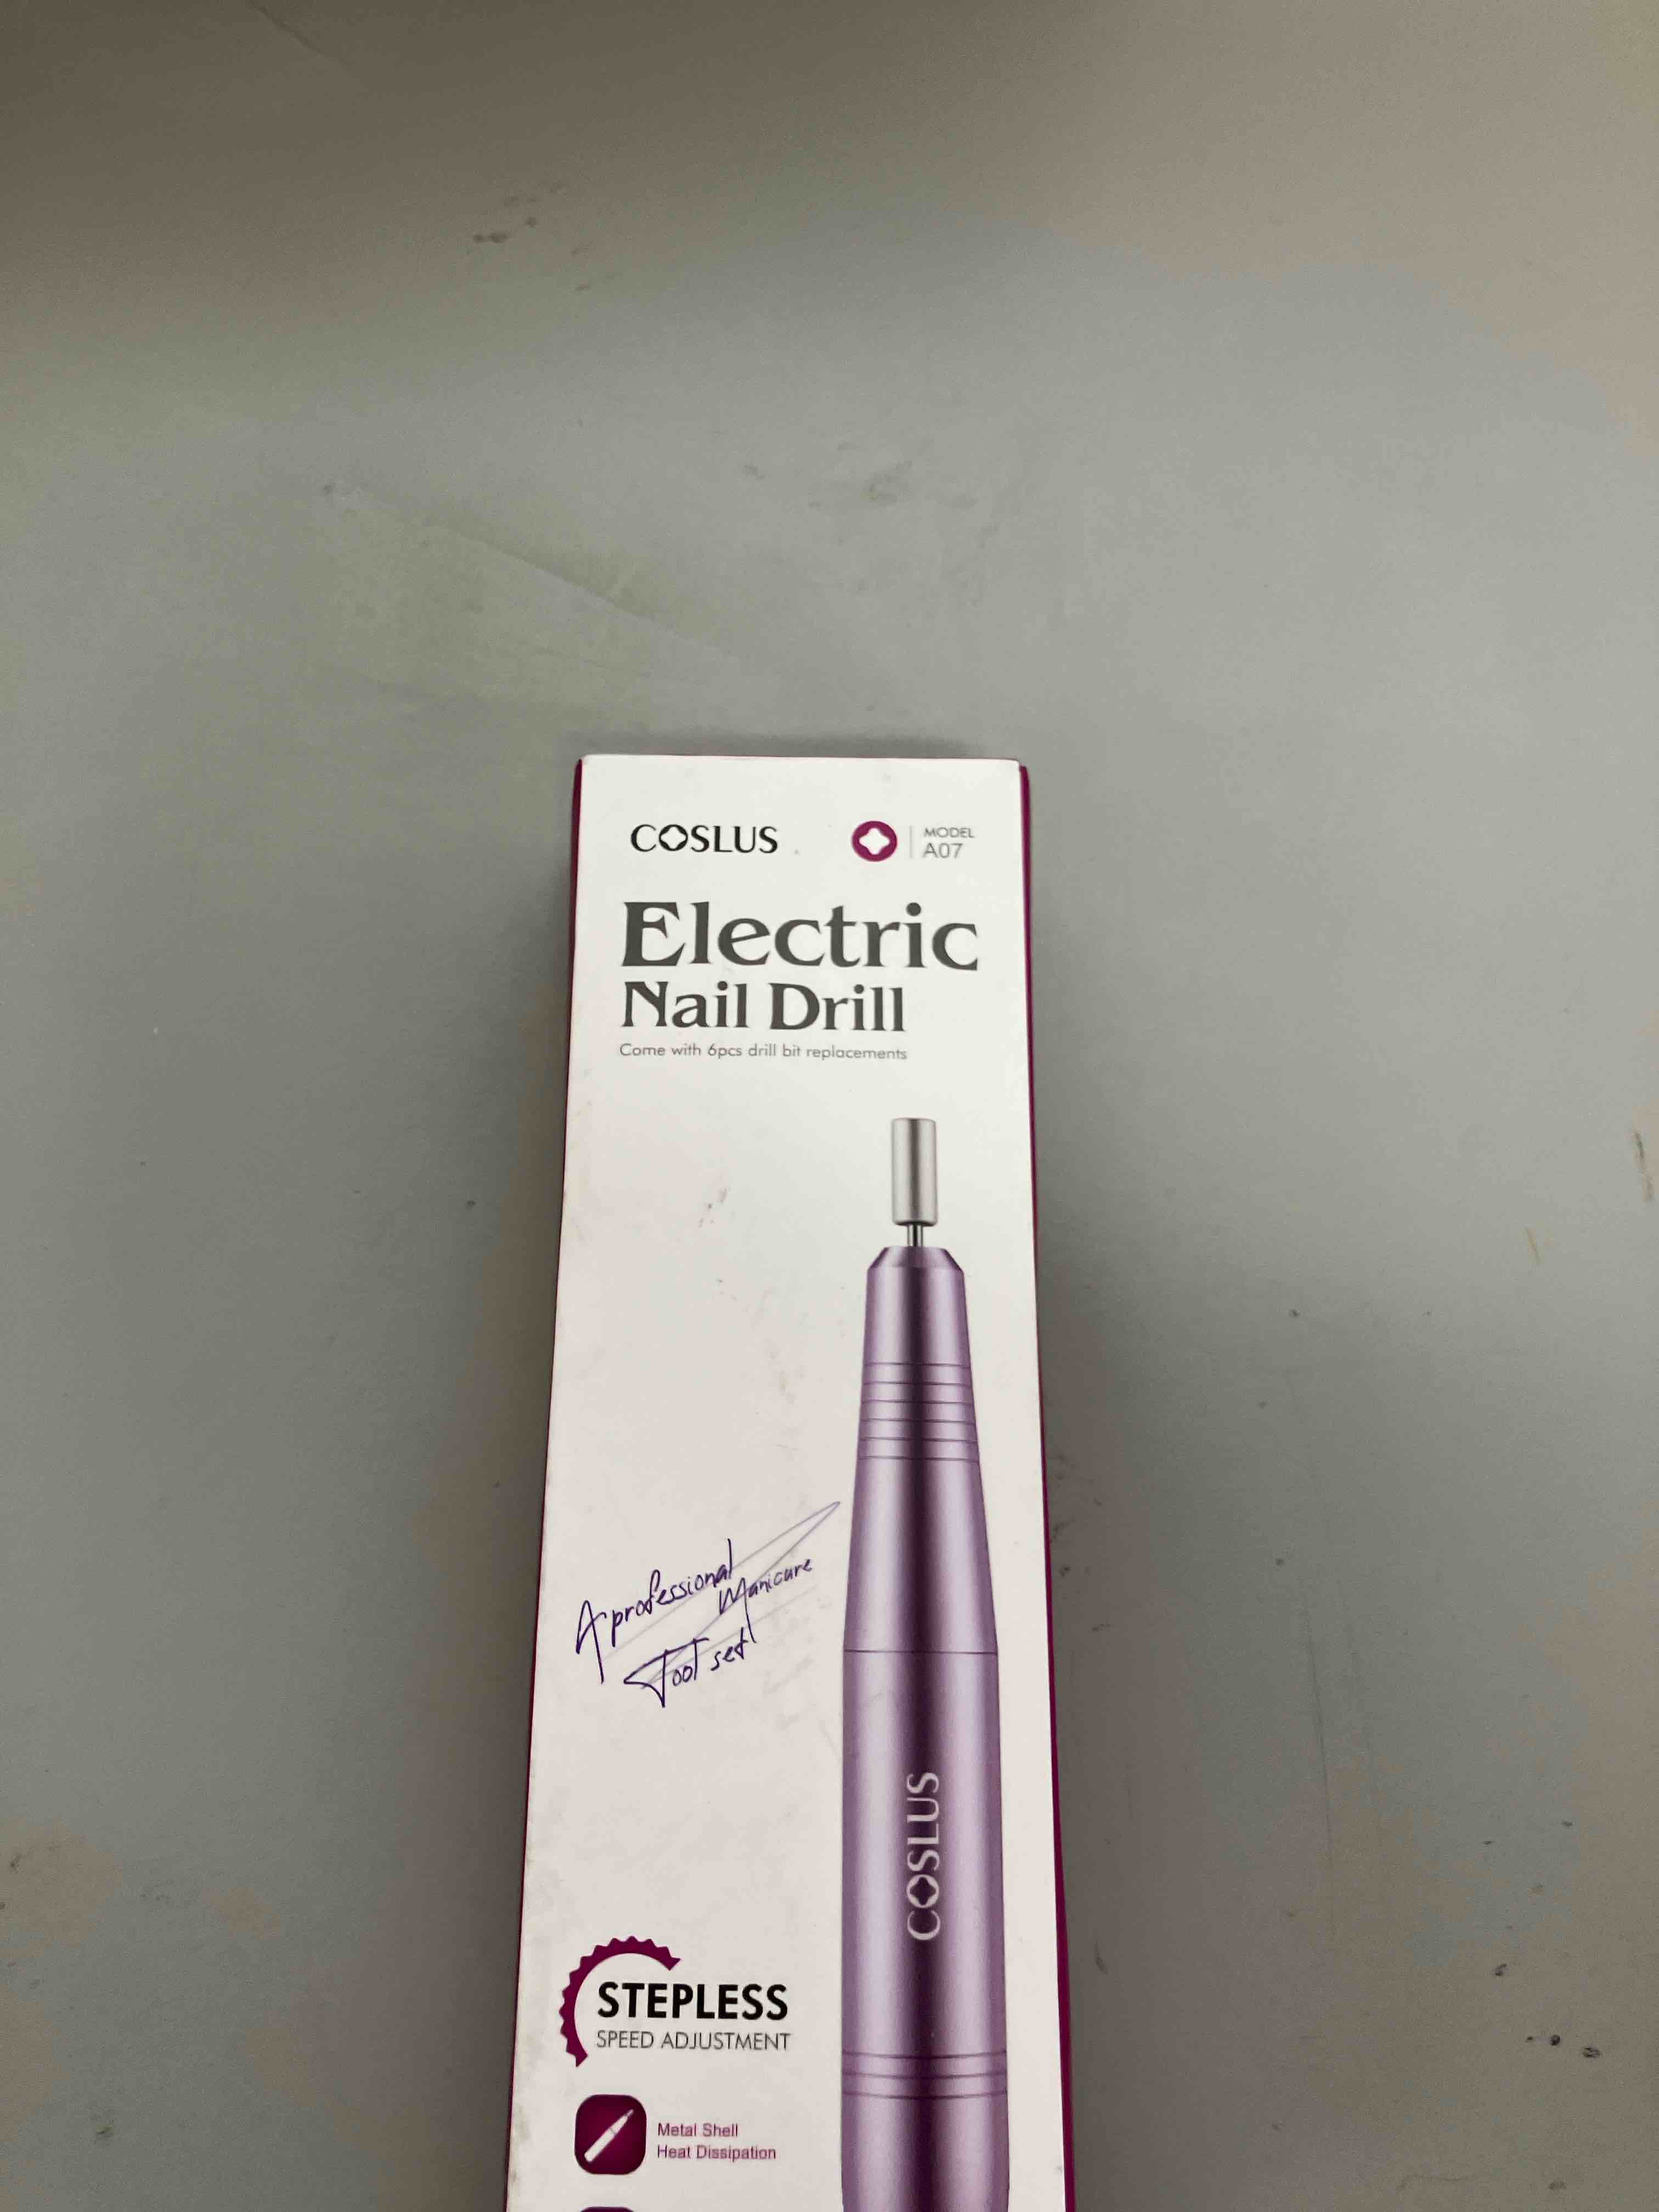 COSLUS
MODEL
A07
Electric
Nail Drill
Come with 6pcs drill bit replacements
A professional
Manicure
Tool set
COSLUS
STEPLESS
SPEED ADJUSTMENT
Metal Shell
Heat Dissipation